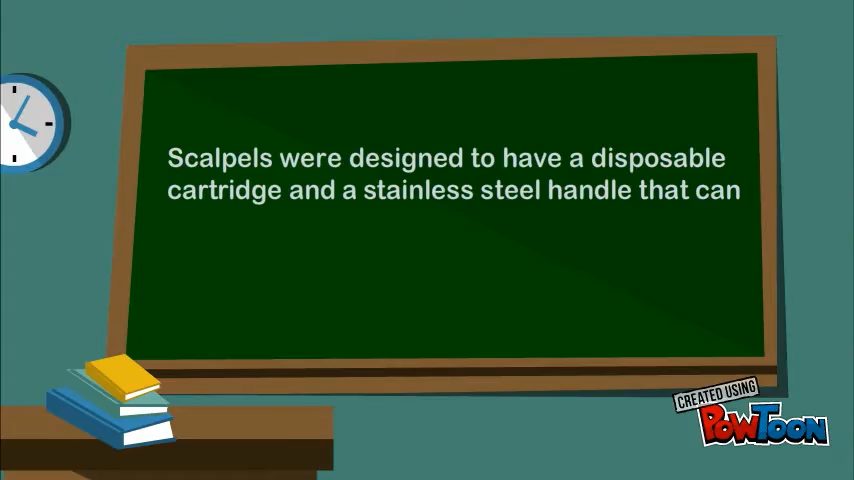 Scalpels were designed to have a disposable
cartridge and a stainless steel handle that can
CREATED USING
POWTOON